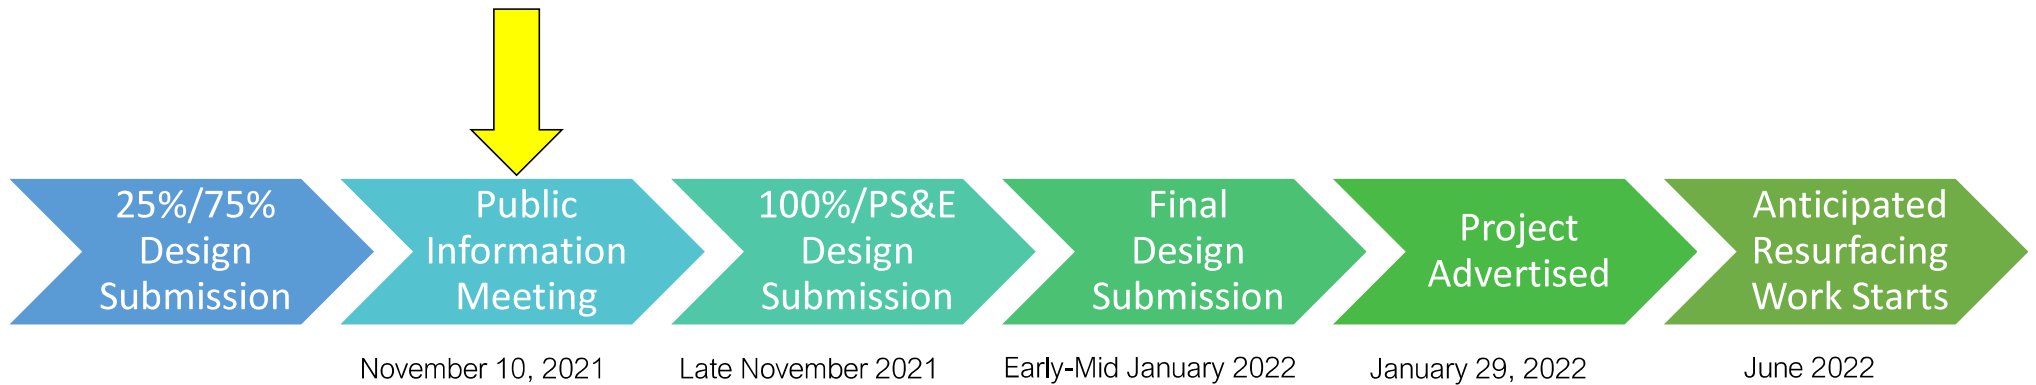 25%/75%
Design
Submission
Public
Information
Meeting
100%/PS&E
Design
Submission
Final
Design
Submission
Project
Advertised
Anticipated
Resurfacing
Work Starts
November 10, 2021
Late November 2021
Early-Mid January 2022
January 29, 2022
June 2022